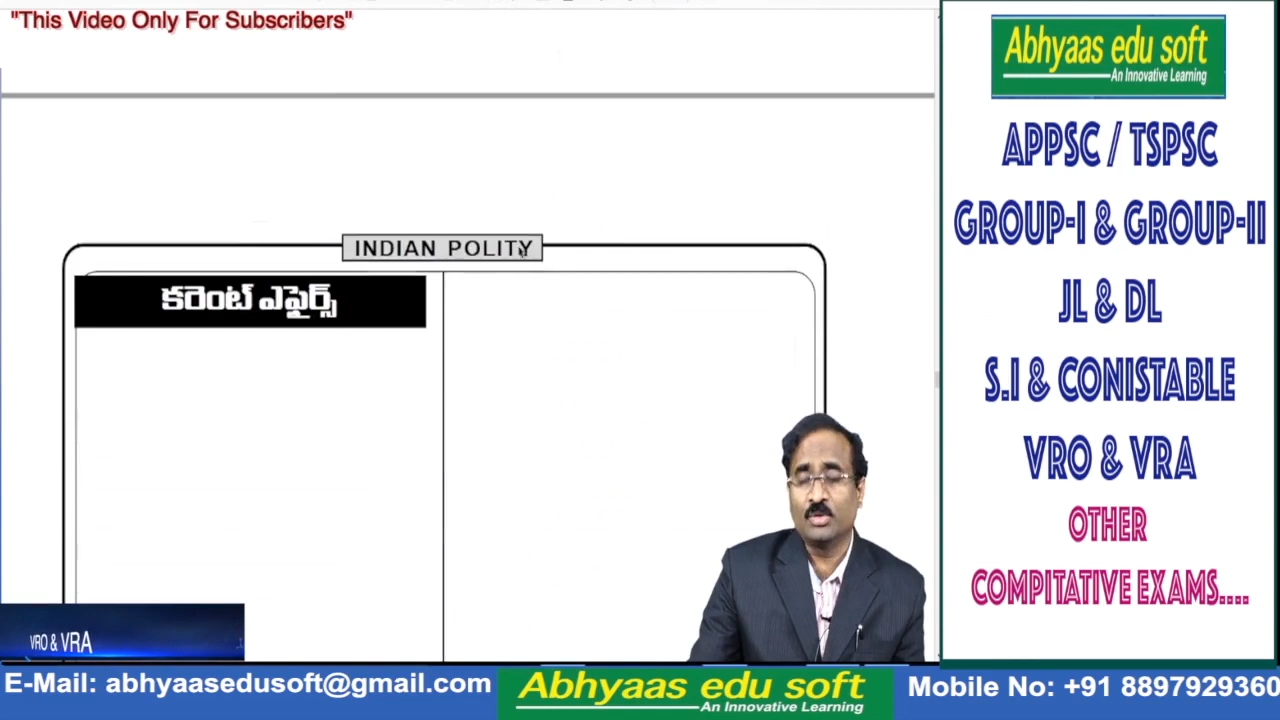 "This Video Only For Subscribers"
INDIAN POLITY
కరెంట్ ఎఫైర్స్
VRO & VRA
Abhyaas edu soft
An Innovative Learning
APPSC / TSPSC
GROUP-I & GROUP-II
JL & DL
S.I & CONISTABLE
VRO & VRA
OTHER
COMPITATIVE EXAMS....
E-Mail: abhyaasedusoft@gmail.com
Abhyaas edu soft
An Innovative Learning
Mobile No: +91 8897929360